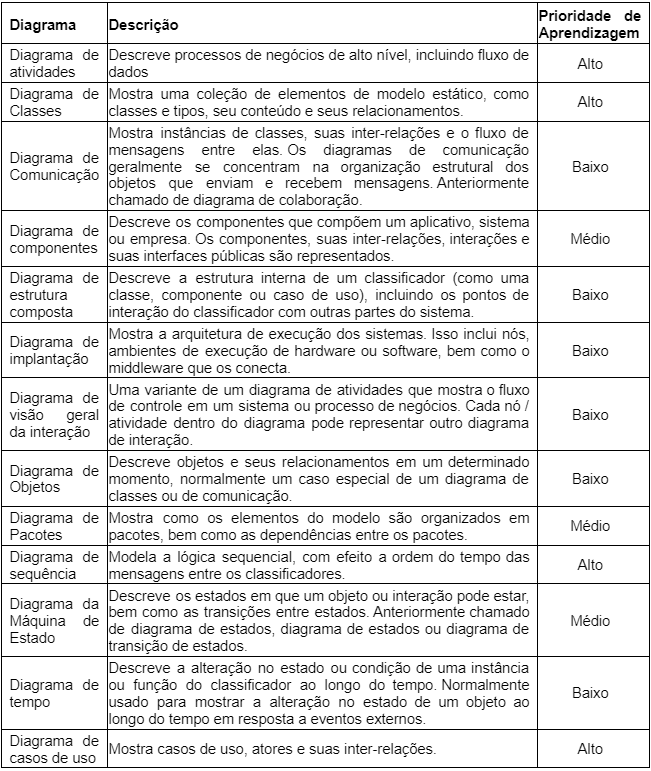 Diagrama Descrição Prioridade de
Aprendizagem
Diagrama de
atividades
Descreve processos de negócios de alto nível, incluindo fluxo de
dados
Alto
Diagrama de
Classes
Mostra uma coleção de elementos de modelo estático, como
classes e tipos, seu conteúdo e seus relacionamentos.
Alto
Diagrama de
Comunicação
Mostra instâncias de classes, suas inter-relações e o fluxo de
mensagens entre elas. Os diagramas de comunicação
geralmente se concentram na organização estrutural dos
objetos que enviam e recebem mensagens. Anteriormente
chamado de diagrama de colaboração.
Baixo
Diagrama de
componentes
Descreve os componentes que compõem um aplicativo, sistema
ou empresa. Os componentes, suas inter-relações, interações e
suas interfaces públicas são representados.
Médio
Diagrama de
estrutura
composta
Descreve a estrutura interna de um classificador (como uma
classe, componente ou caso de uso), incluindo os pontos de
interação do classificador com outras partes do sistema.
Baixo
Diagrama de
implantação
Mostra a arquitetura de execução dos sistemas. Isso inclui nós,
ambientes de execução de hardware ou software, bem como o
middleware que os conecta.
Baixo
Diagrama de
visão geral
da interação
Uma variante de um diagrama de atividades que mostra o fluxo
de controle em um sistema ou processo de negócios. Cada nó /
atividade dentro do diagrama pode representar outro diagrama
de interação.
Baixo
Diagrama de
Objetos
Descreve objetos e seus relacionamentos em um determinado
momento, normalmente um caso especial de um diagrama de
classes ou de comunicação.
Baixo
Diagrama de
Pacotes
Mostra como os elementos do modelo são organizados em
pacotes, bem como as dependências entre os pacotes.
Médio
Diagrama de
sequência
Modela a lógica sequencial, com efeito a ordem do tempo das
mensagens entre os classificadores.
Alto
Diagrama da
Máquina de
Estado
Descreve os estados em que um objeto ou interação pode estar,
bem como as transições entre estados. Anteriormente chamado
de diagrama de estados, diagrama de estados ou diagrama de
transição de estados.
Médio
Diagrama de
tempo
Descreve a alteração no estado ou condição de uma instância
ou função do classificador ao longo do tempo. Normalmente
usado para mostrar a alteração no estado de um objeto ao
longo do tempo em resposta a eventos externos.
Baixo
Diagrama de
casos de uso
Mostra casos de uso, atores e suas inter-relações.
Alto